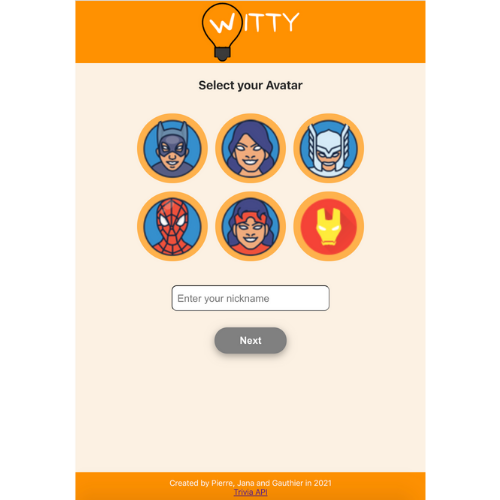 WITTY
Select your Avatar
Enter your nickname
Next
Created by Pierre, Jana and Gauthier in 2021
Trivia API